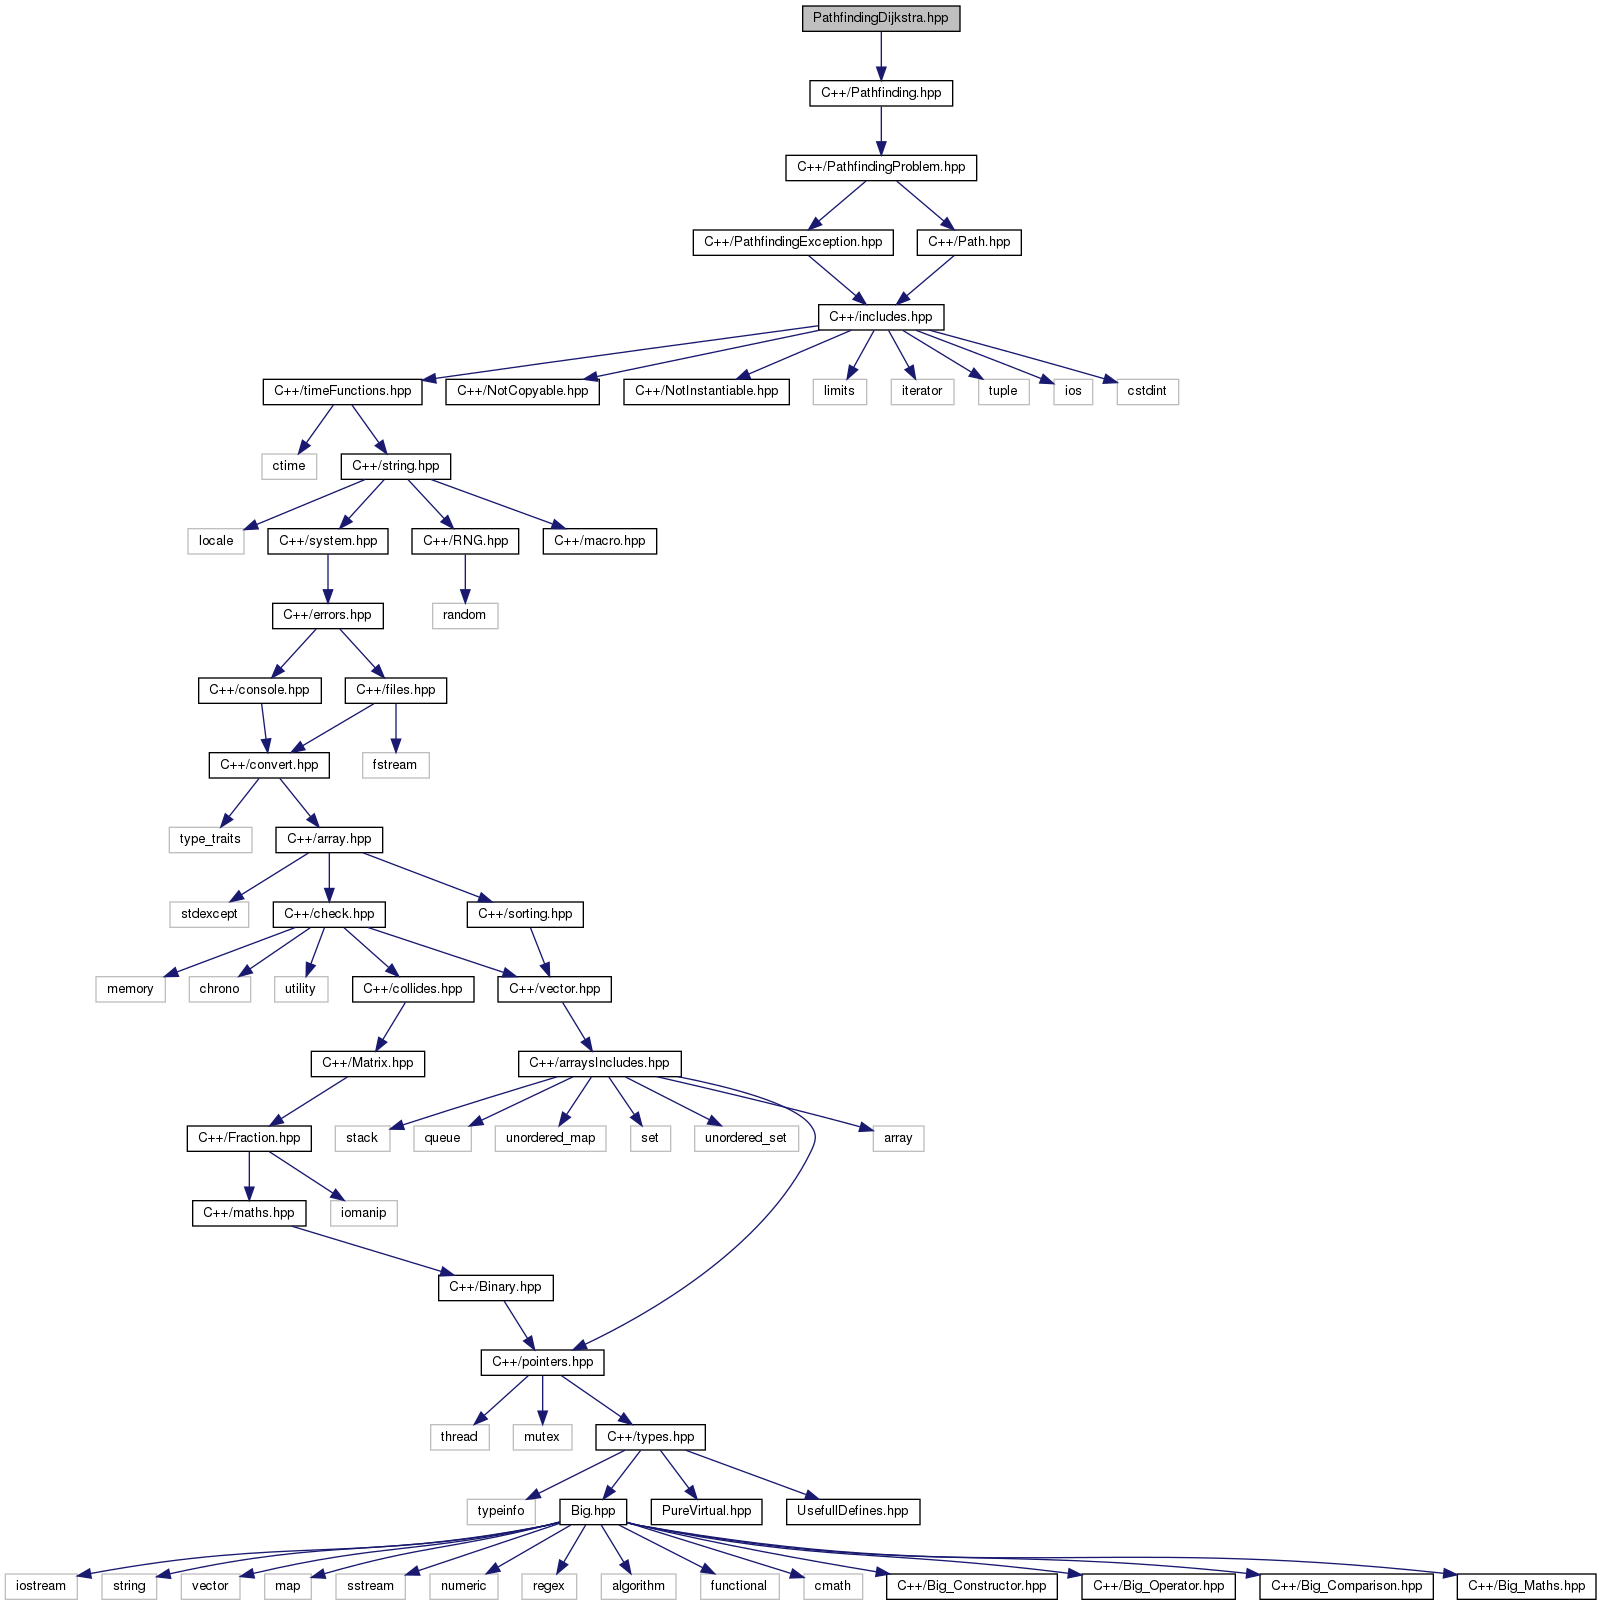 PathfindingDijkstra.hpp
C++/Pathfinding.hpp
C++/PathfindingProblem.hpp
C++/PathfindingException.hpp
C++/Path.hpp
C++/includes.hpp
C++/timeFunctions.hpp
C++/NotCopyable.hpp
C++/NotInstantiable.hpp
limits
iterator
tuple
ios
cstdint
ctime
C++/string.hpp
locale
C++/system.hpp
C++/RNG.hpp
C++/macro.hpp
C++/errors.hpp
random
C++/console.hpp
C++/files.hpp
C++/convert.hpp
fstream
type_traits
C++/array.hpp
stdexcept
C++/check.hpp
C++/sorting.hpp
memory
chrono
utility
C++/collides.hpp
C++/vector.hpp
C++/Matrix.hpp
C++/arraysIncludes.hpp
C++/Fraction.hpp
stack
queue
unordered_map
set
unordered_set
array
C++/maths.hpp
iomanip
C++/Binary.hpp
C++/pointers.hpp
thread
mutex
C++/types.hpp
typeinfo
Big.hpp
PureVirtual.hpp
UsefullDefines.hpp
iostream
string
vector
map
sstream
numeric
regex
algorithm
functional
cmath
C++/Big_Constructor.hpp
C++/Big_Operator.hpp
C++/Big_Comparison.hpp
C++/Big_Maths.hpp